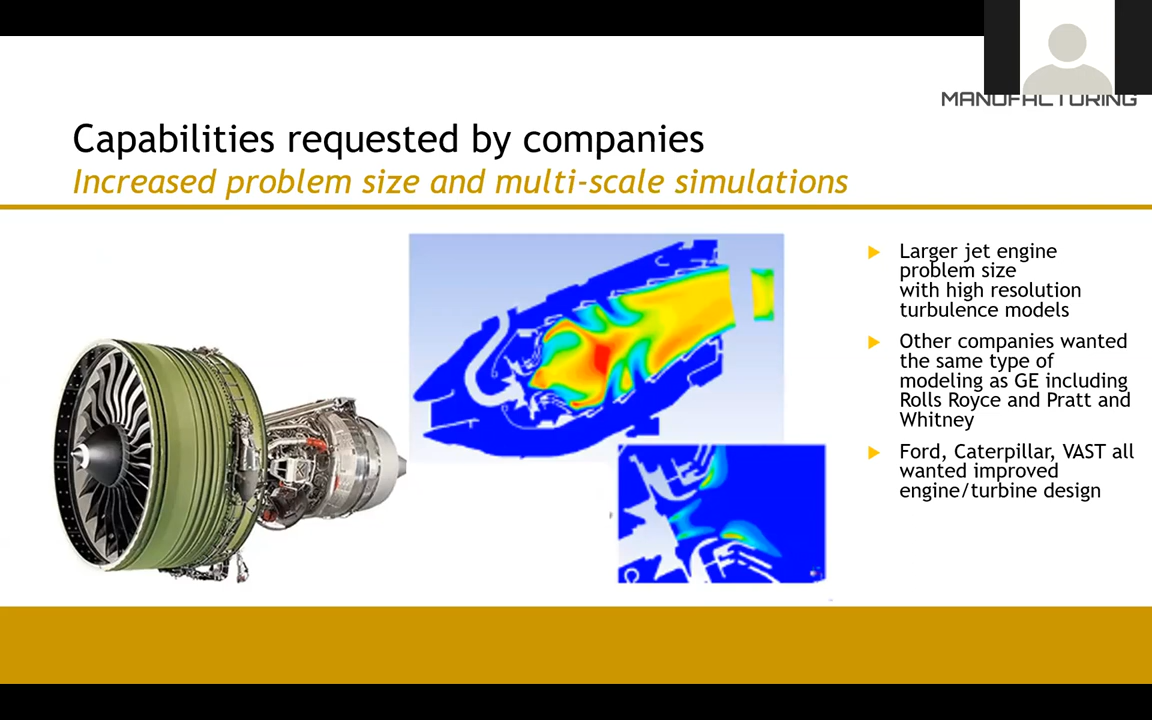 MANUFACTURING
Capabilities requested by companies
Increased problem size and multi-scale simulations
Larger jet engine
problem size
with high resolution
turbulence models
Other companies wanted
the same type of
modeling as GE including
Rolls Royce and Pratt and
Whitney
Ford, Caterpillar, VAST all
wanted improved
engine/turbine design